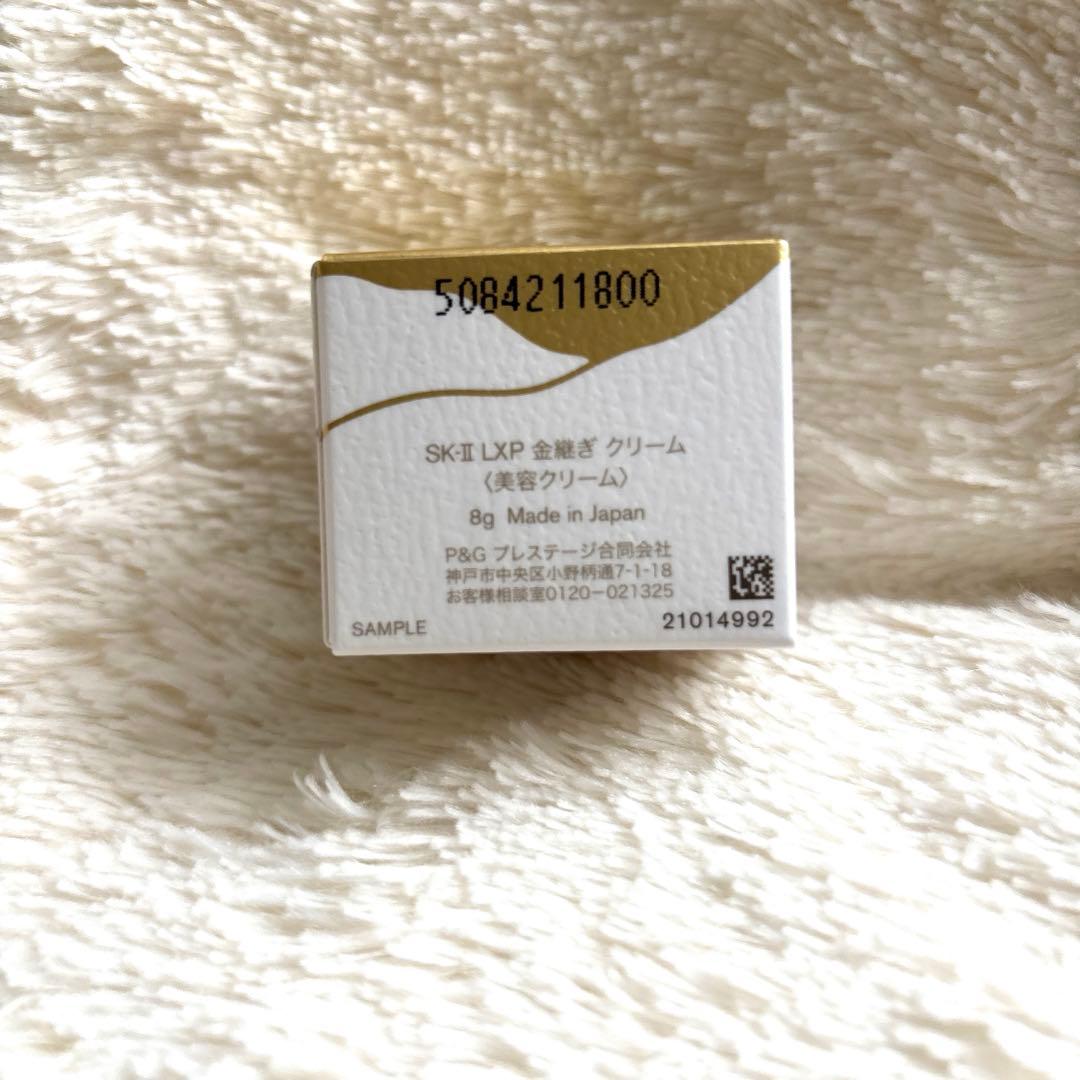 5084211800
SK-II LXP 金継ぎ クリーム
〈美容クリーム〉
8g Made in Japan
P&G プレステージ合同会社
神戸市中央区小野柄通7-1-18
お客様相談室0120-021325
SAMPLE
21014992